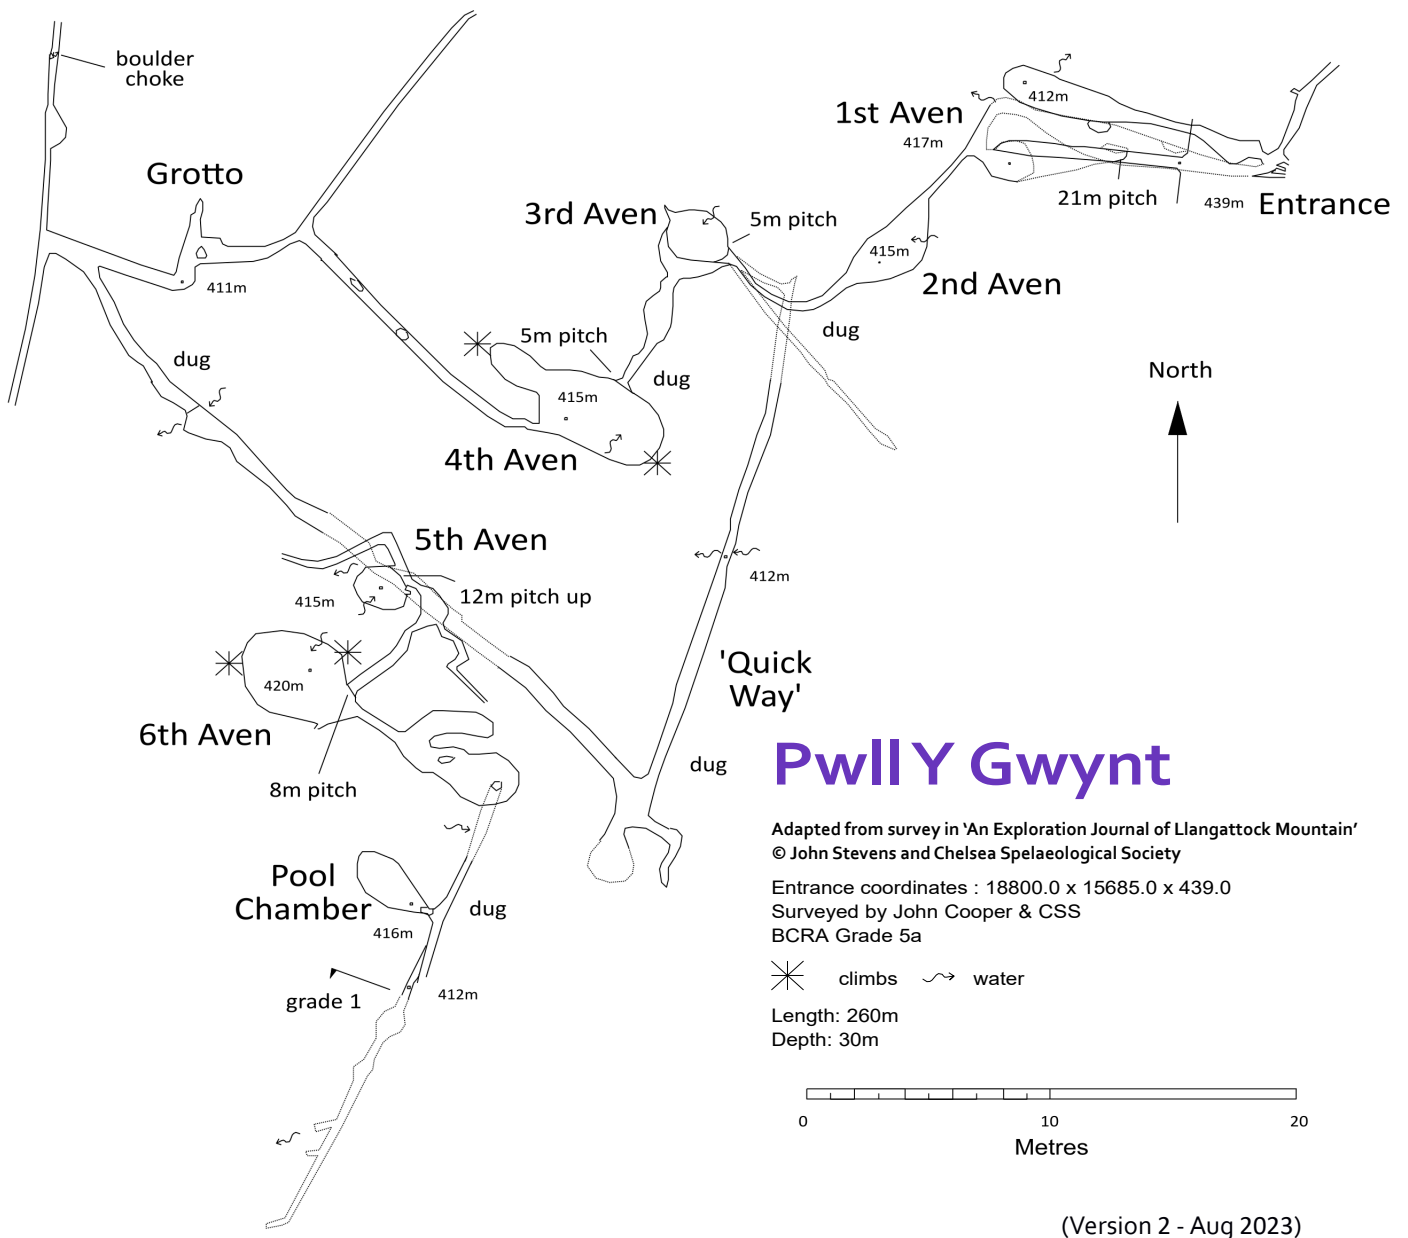 boulder
choke
Grotto
411m
dug
1st Aven
417m
412m
21m pitch
439m
Entrance
3rd Aven
5m pitch
415m
2nd Aven
dug
5m pitch
dug
415m
4th Aven
North
5th Aven
12m pitch up
415m
412m
420m
6th Aven
8m pitch
'Quick
Way'
dug
Pool
Chamber
416m
dug
grade 1
412m
Pwll Y Gwynt
Adapted from survey in ‘An Exploration Journal of Llangattock Mountain’
© John Stevens and Chelsea Spelaeological Society
Entrance coordinates : 18800.0 x 15685.0 x 439.0
Surveyed by John Cooper & CSS
BCRA Grade 5a
climbs water
Length: 260m
Depth: 30m
0 10 20
Metres
(Version 2 - Aug 2023)